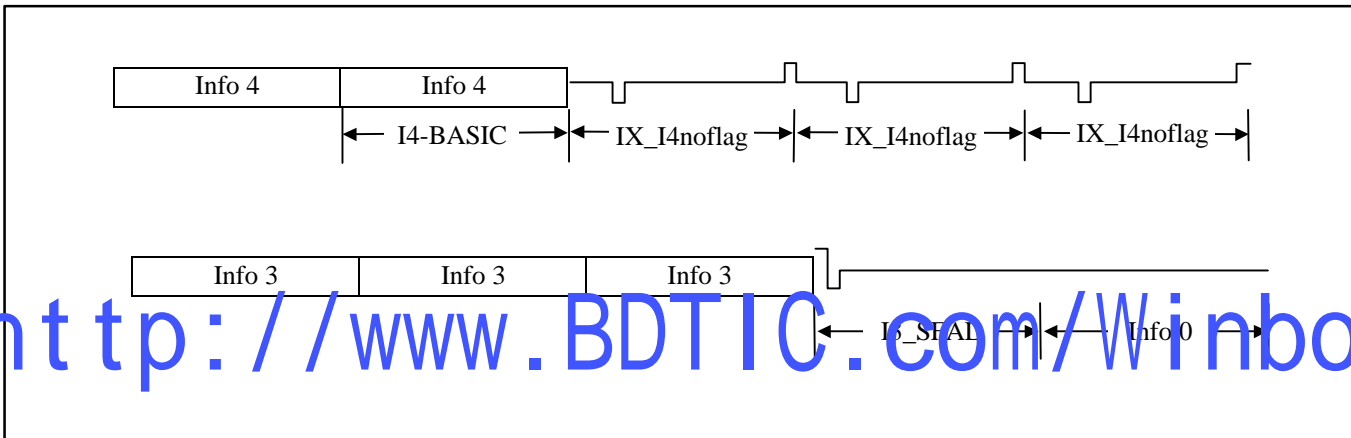 Info 4 Info 4
I4-BASIC IX_I4noflag IX_I4noflag IX_I4noflag
Info 3 Info 3 Info 3
Info 0
http://www.BDTIC.com/Winbo